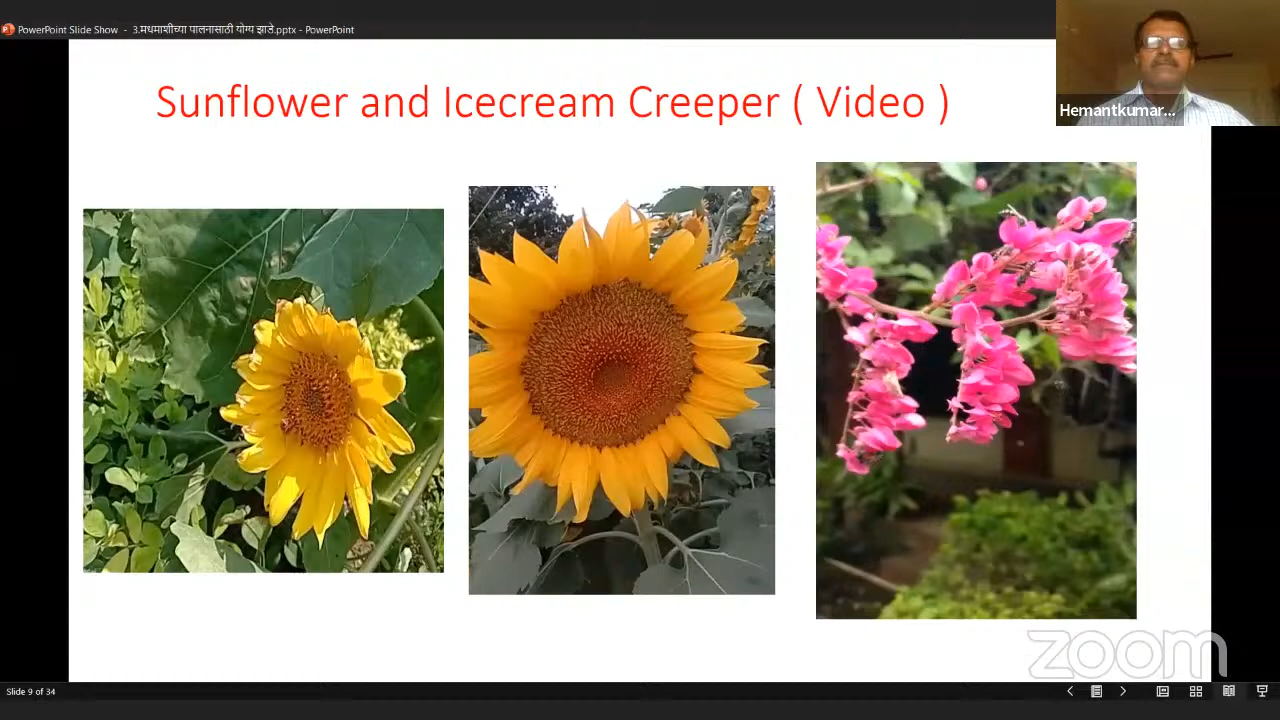 PowerPoint Slide Show - 3.मधमाशीच्या पालनासाठी योग्य झाडे.pptx - PowerPoint
Hemantkumar...
Sunflower and Icecream Creeper ( Video )
zoom
Slide 9 of 34